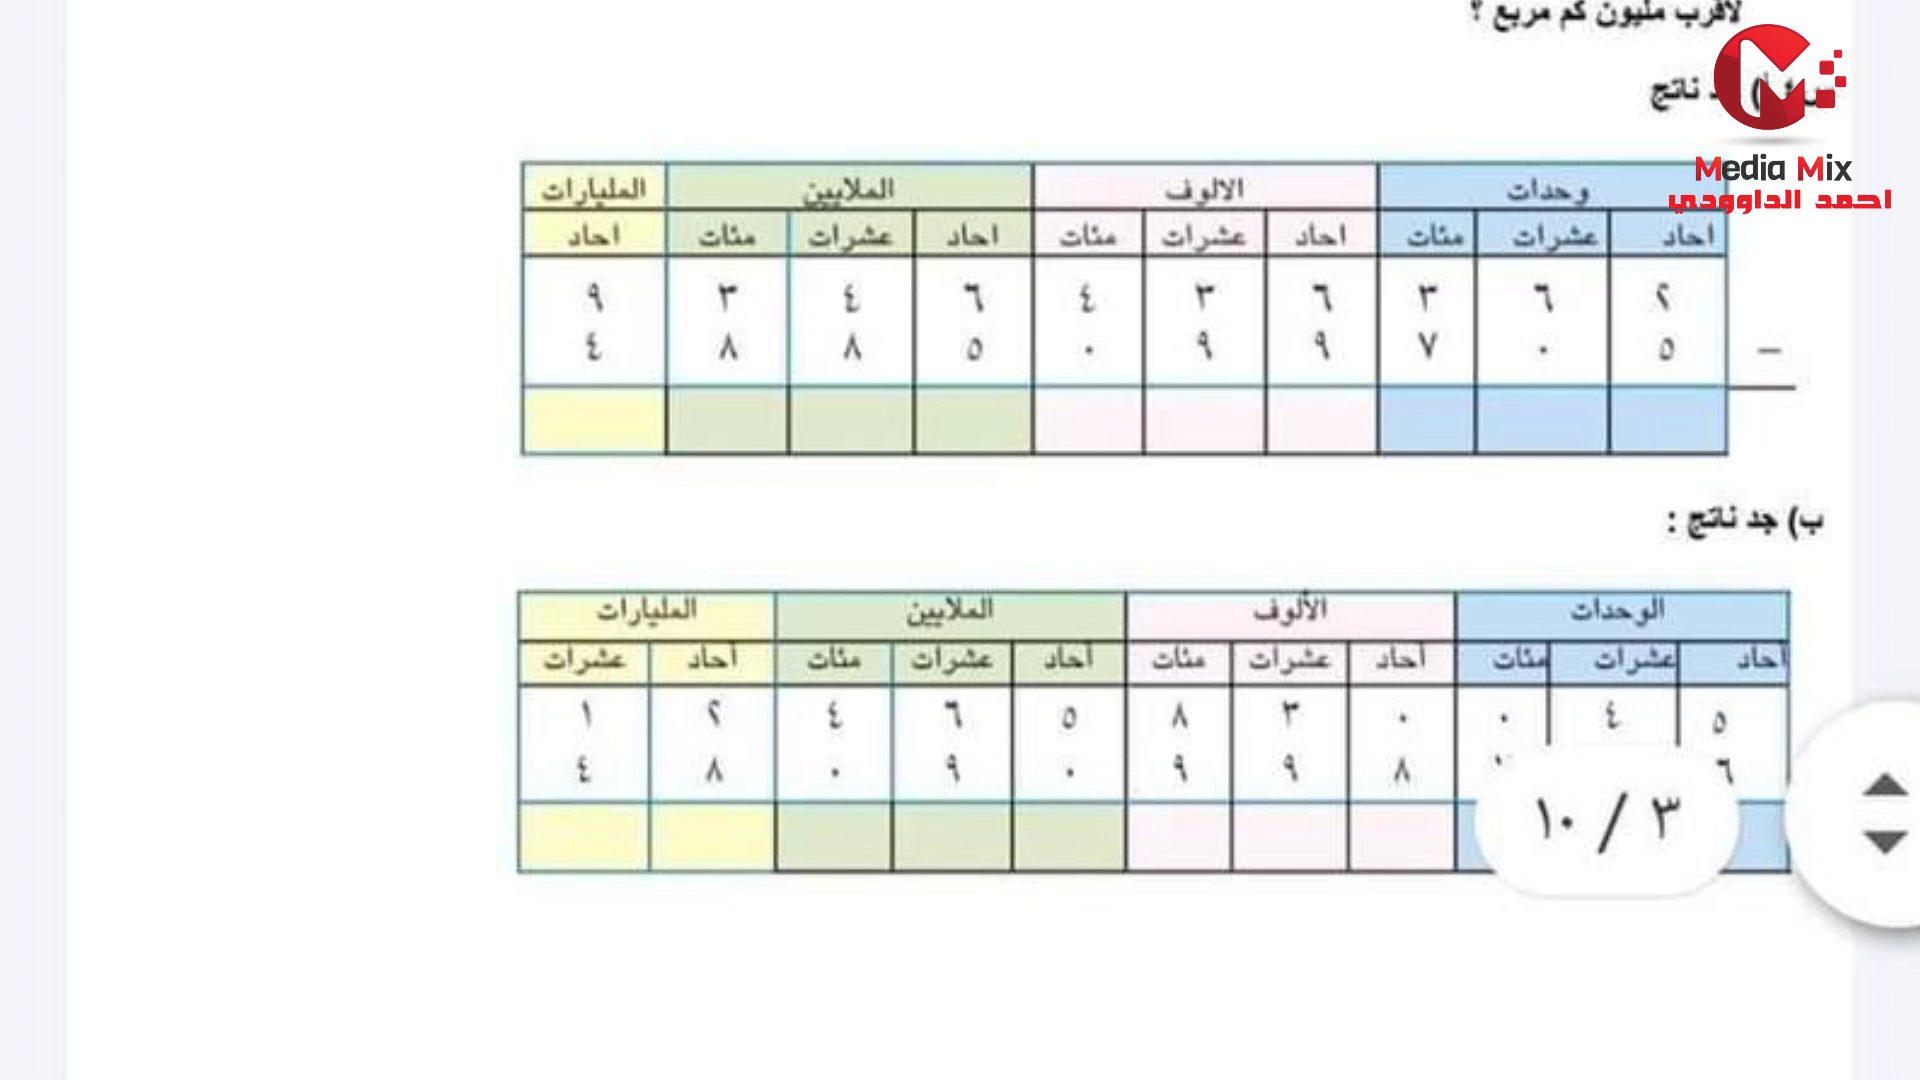 لاقرب مليون كم مربع ؟
ناتج
Media Mix
احمد الداوودي
وحدات الالوف الملايين المليارات
احاد عشرات مئات احاد عشرات مئات احاد عشرات مئات احاد
٢ ٦ ٣ ٦ ٣ ٤ ٦ ٤ ٣ ٩
− ٥ ٠ ٧ ٩ ٩ ٠ ٥ ٨ ٨ ٤
ب) جد ناتج :
الوحدات الألوف الملايين المليارات
أحاد عشرات مئات أحاد عشرات مئات أحاد عشرات مئات أحاد عشرات
٥ ٤ ٠ ٠ ٣ ٨ ٥ ٦ ٤ ٢ ١
٦ ٨ ٩ ٩ ٠ ٩ ٠ ٨ ٤
٣ / ١٠